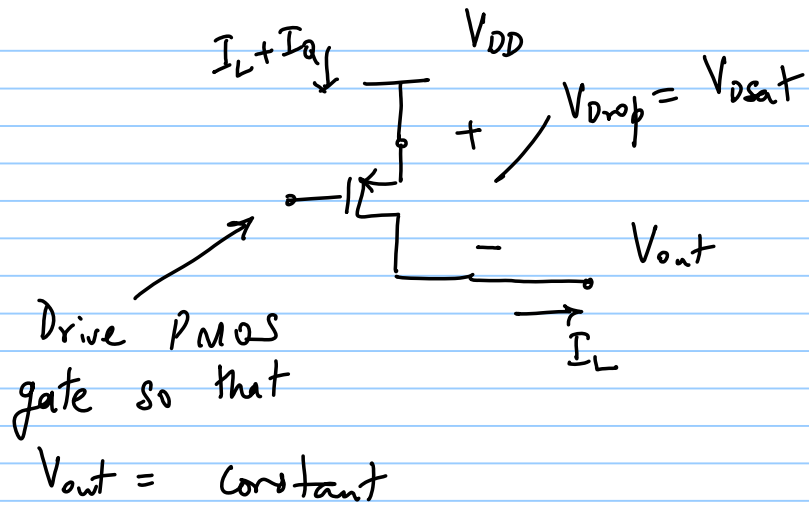 I_L + I_Q
V_DD
V_Drop = V_Dsat
+
−
V_out
I_L
Drive PMOS
gate so that
V_out = constant